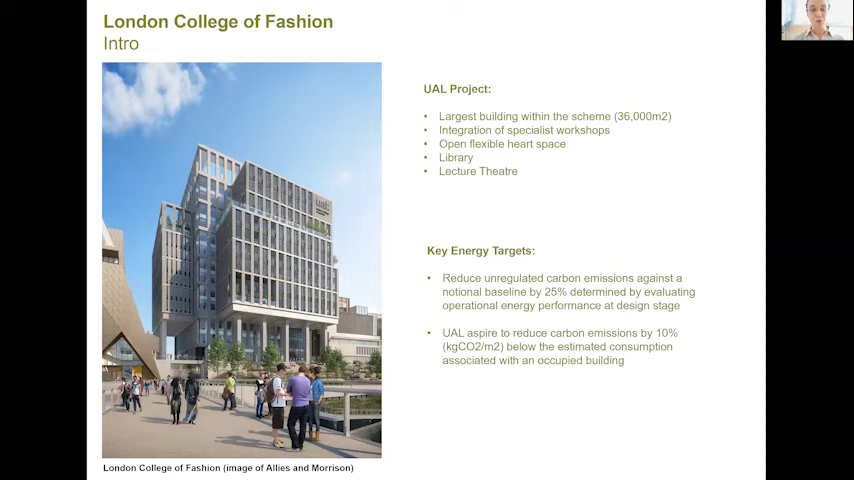 London College of Fashion
Intro
ual:
UAL Project:
• Largest building within the scheme (36,000m2)
• Integration of specialist workshops
• Open flexible heart space
• Library
• Lecture Theatre
Key Energy Targets:
• Reduce unregulated carbon emissions against a
notional baseline by 25% determined by evaluating
operational energy performance at design stage
• UAL aspire to reduce carbon emissions by 10%
(kgCO2/m2) below the estimated consumption
associated with an occupied building
London College of Fashion (image of Allies and Morrison)